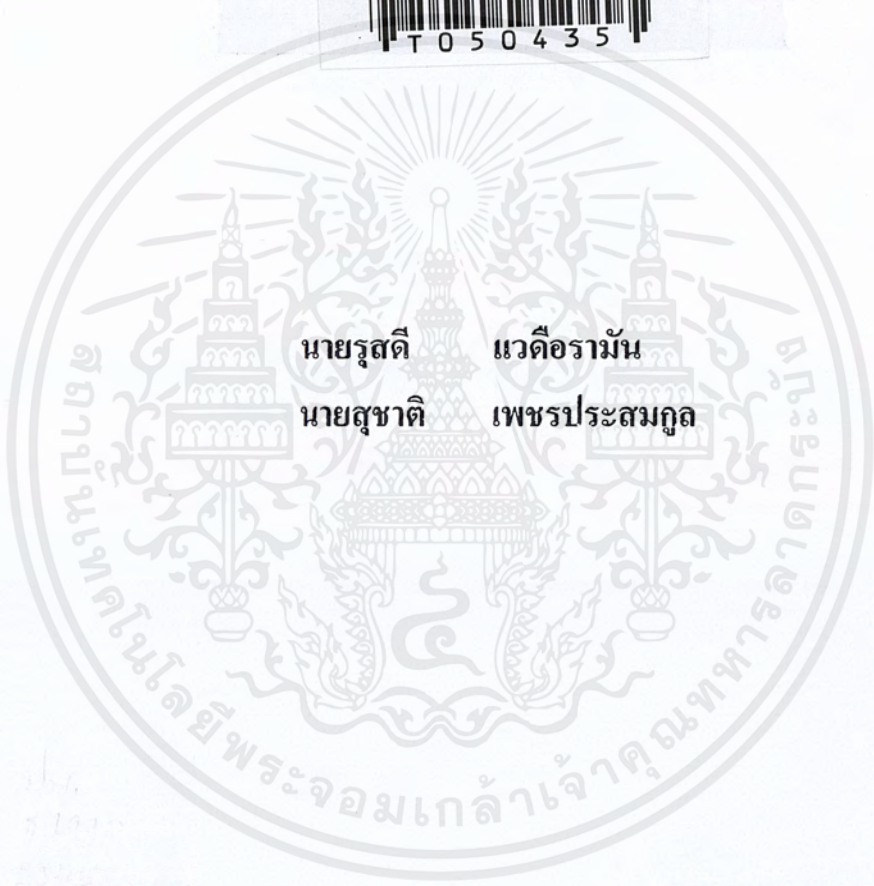 T050435
นายรุสดี แวดือรามัน
นายสุชาติ เพชรประสมกูล
สถาบันเทคโนโลยีพระจอมเกล้าเจ้าคุณทหารลาดกระบัง